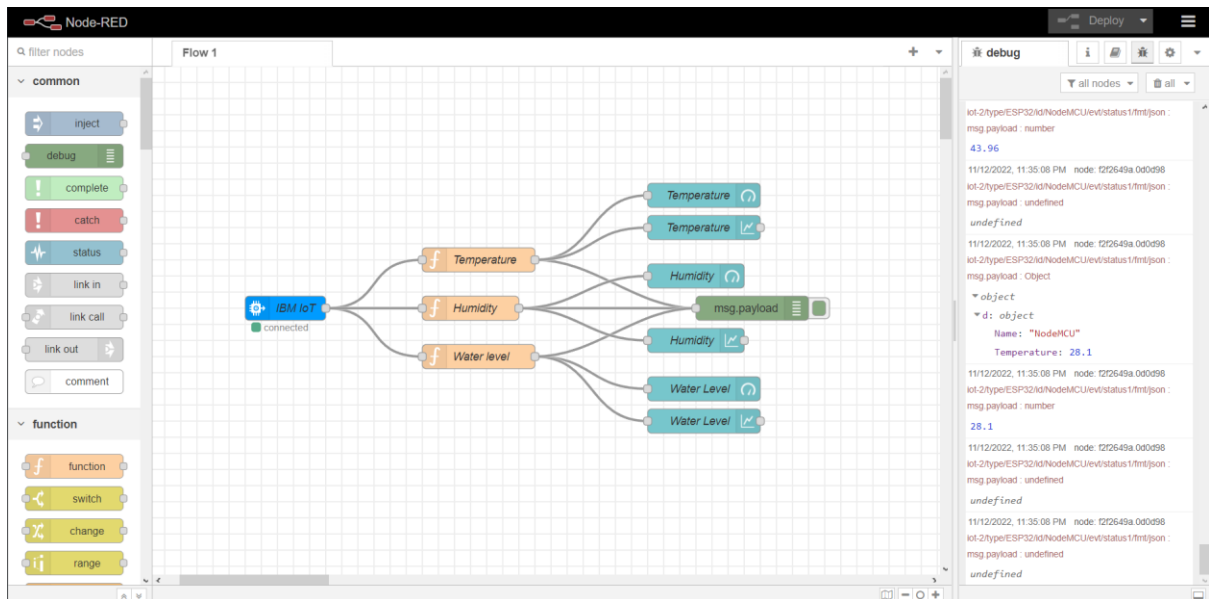 Node-RED
Deploy
filter nodes
Flow 1
debug
all nodes
all
common
inject
debug
complete
catch
status
link in
link call
link out
comment
function
function
switch
change
range
IBM IoT
connected
Temperature
Humidity
Water level
Temperature
Temperature
Humidity
msg.payload
Humidity
Water Level
Water Level
iot-2/type/ESP32/id/NodeMCU/evt/status1/fmt/json :
msg.payload : number
43.96
11/12/2022, 11:35:08 PM node: f2f2649a.0d0d98
iot-2/type/ESP32/id/NodeMCU/evt/status1/fmt/json :
msg.payload : undefined
undefined
11/12/2022, 11:35:08 PM node: f2f2649a.0d0d98
iot-2/type/ESP32/id/NodeMCU/evt/status1/fmt/json :
msg.payload : Object
object
d: object
Name: "NodeMCU"
Temperature: 28.1
11/12/2022, 11:35:08 PM node: f2f2649a.0d0d98
iot-2/type/ESP32/id/NodeMCU/evt/status1/fmt/json :
msg.payload : number
28.1
11/12/2022, 11:35:08 PM node: f2f2649a.0d0d98
iot-2/type/ESP32/id/NodeMCU/evt/status1/fmt/json :
msg.payload : undefined
undefined
11/12/2022, 11:35:08 PM node: f2f2649a.0d0d98
iot-2/type/ESP32/id/NodeMCU/evt/status1/fmt/json :
msg.payload : undefined
undefined